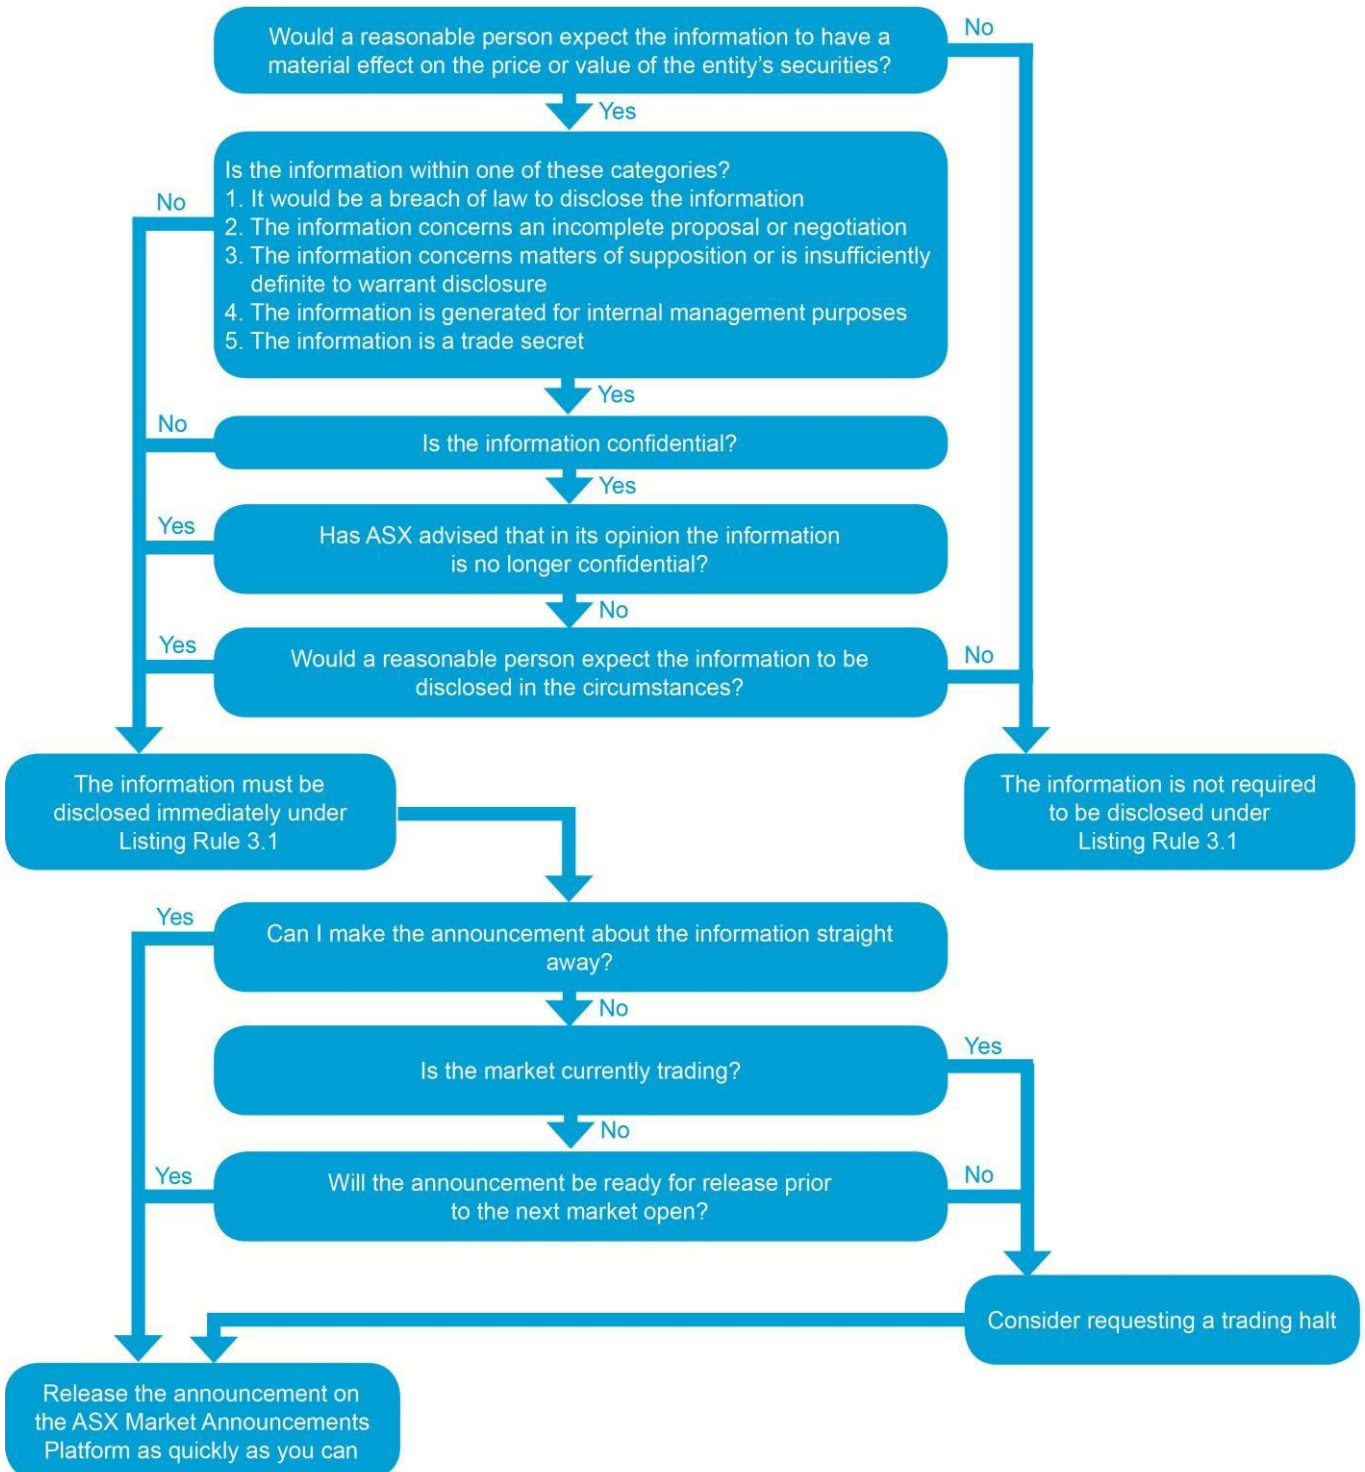 Would a reasonable person expect the information to have a
material effect on the price or value of the entity’s securities?
No
Yes
Is the information within one of these categories?
1. It would be a breach of law to disclose the information
2. The information concerns an incomplete proposal or negotiation
3. The information concerns matters of supposition or is insufficiently
definite to warrant disclosure
4. The information is generated for internal management purposes
5. The information is a trade secret
No
Yes
Is the information confidential?
No
Yes
Has ASX advised that in its opinion the information
is no longer confidential?
Yes
No
Would a reasonable person expect the information to be
disclosed in the circumstances?
Yes
No
The information must be
disclosed immediately under
Listing Rule 3.1
The information is not required
to be disclosed under
Listing Rule 3.1
Can I make the announcement about the information straight
away?
Yes
No
Is the market currently trading?
Yes
No
Will the announcement be ready for release prior
to the next market open?
Yes
No
Consider requesting a trading halt
Release the announcement on
the ASX Market Announcements
Platform as quickly as you can